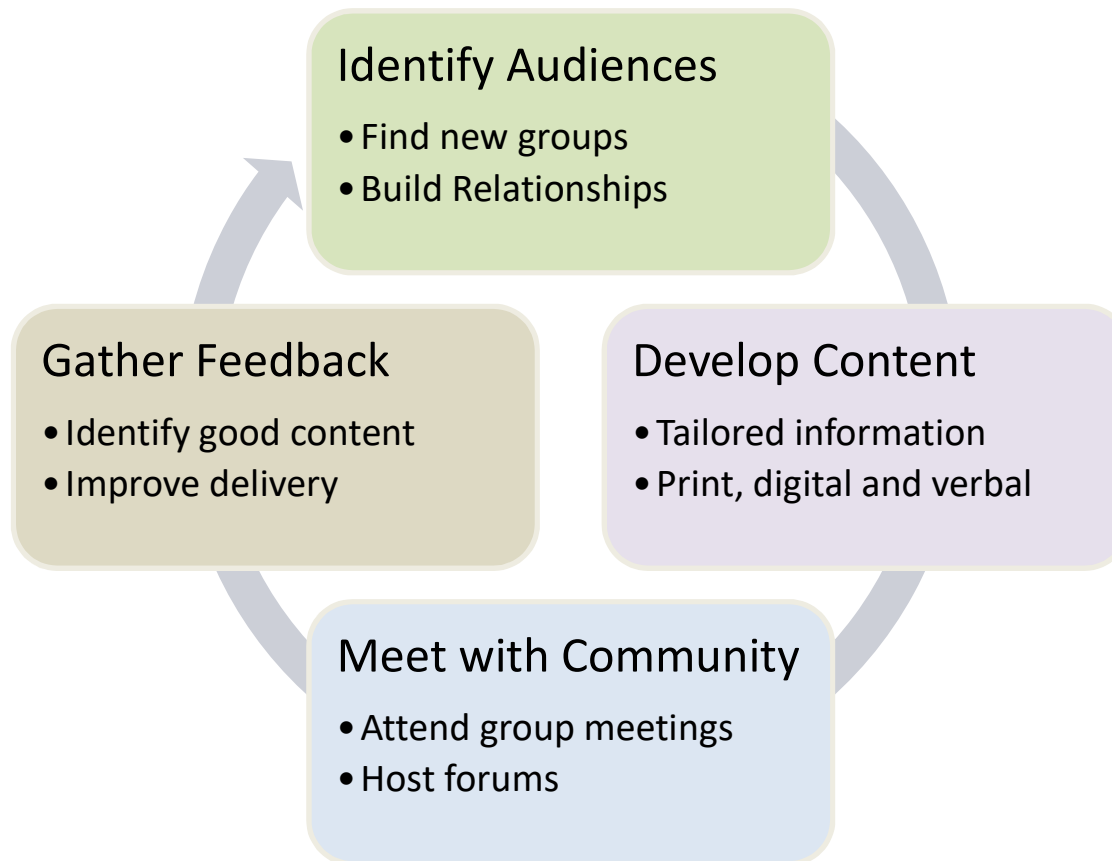 Identify Audiences
• Find new groups
• Build Relationships
Develop Content
• Tailored information
• Print, digital and verbal
Meet with Community
• Attend group meetings
• Host forums
Gather Feedback
• Identify good content
• Improve delivery